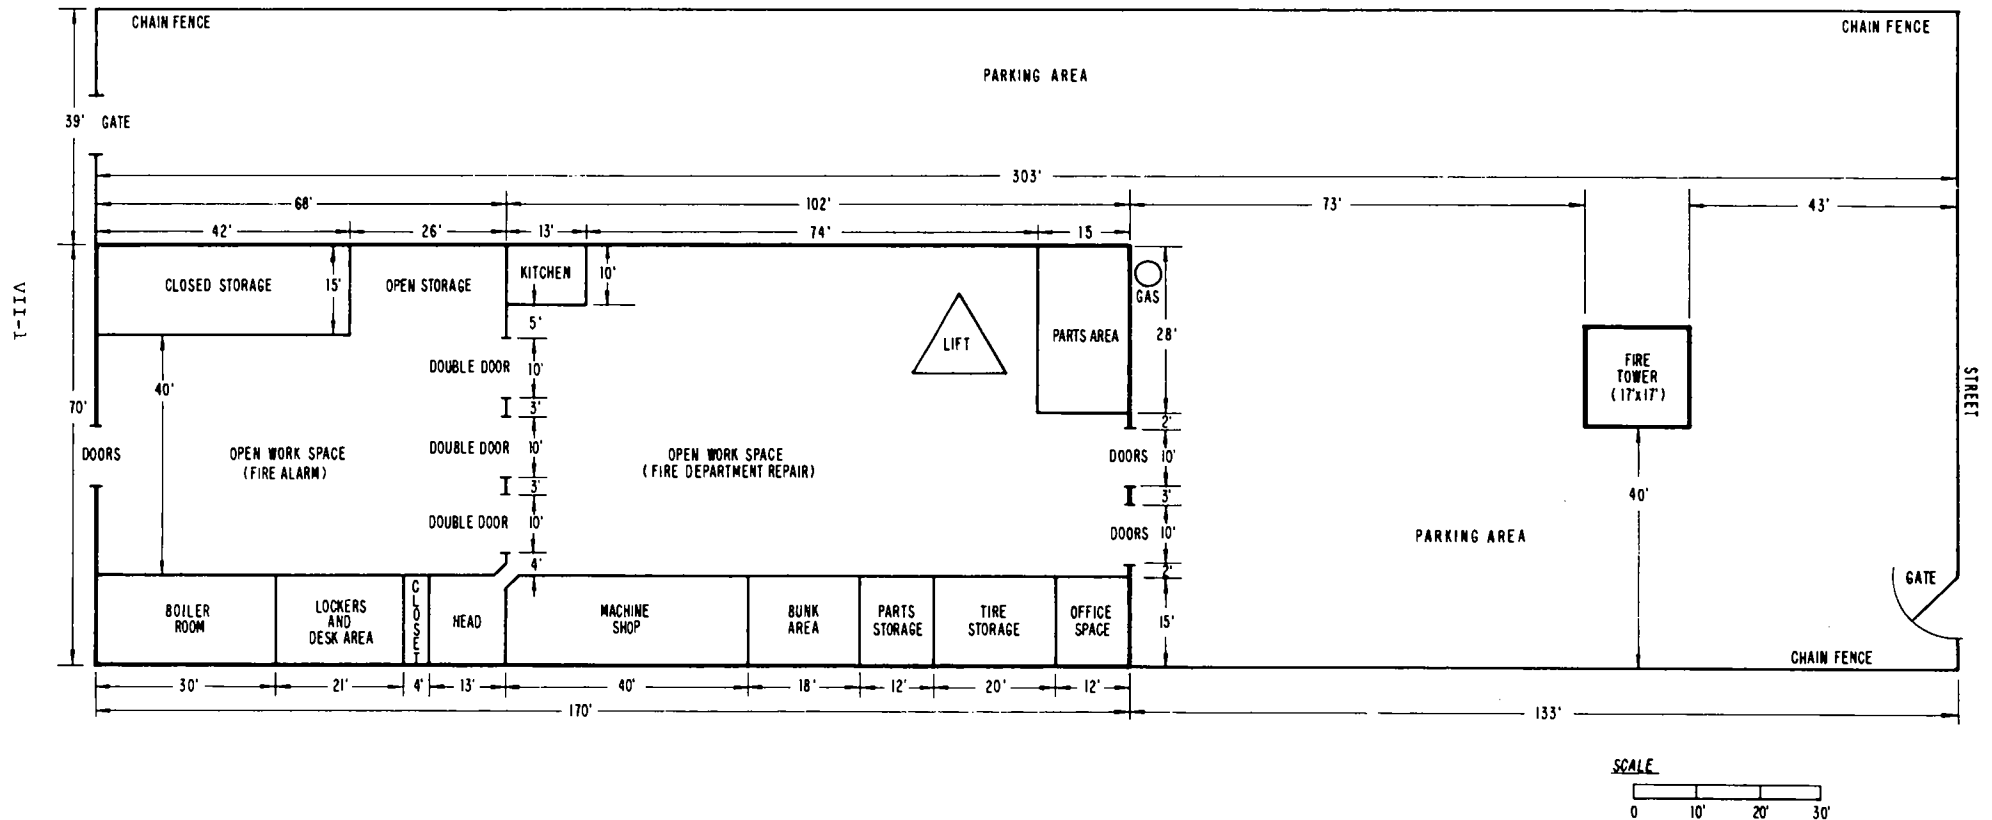 CHAIN FENCE
CHAIN FENCE
PARKING AREA
39'
GATE
303'
68'
102'
73'
43'
42'
26'
13'
74'
15
CLOSED STORAGE
15'
OPEN STORAGE
KITCHEN
10'
GAS
VII-1
5'
LIFT
PARTS AREA
28'
FIRE
TOWER
(17'x17')
STREET
40'
DOUBLE DOOR
10'
70'
3'
2'
DOORS
OPEN WORK SPACE
(FIRE ALARM)
DOUBLE DOOR
10'
OPEN WORK SPACE
(FIRE DEPARTMENT REPAIR)
DOORS
10'
3'
3'
40'
DOUBLE DOOR
10'
DOORS
10'
PARKING AREA
4'
2'
GATE
BOILER
ROOM
LOCKERS
AND
DESK AREA
CLOSET
HEAD
MACHINE
SHOP
BUNK
AREA
PARTS
STORAGE
TIRE
STORAGE
OFFICE
SPACE
15'
CHAIN FENCE
30'
21'
4'
13'
40'
18'
12'
20'
12'
170'
133'
SCALE
0
10'
20'
30'